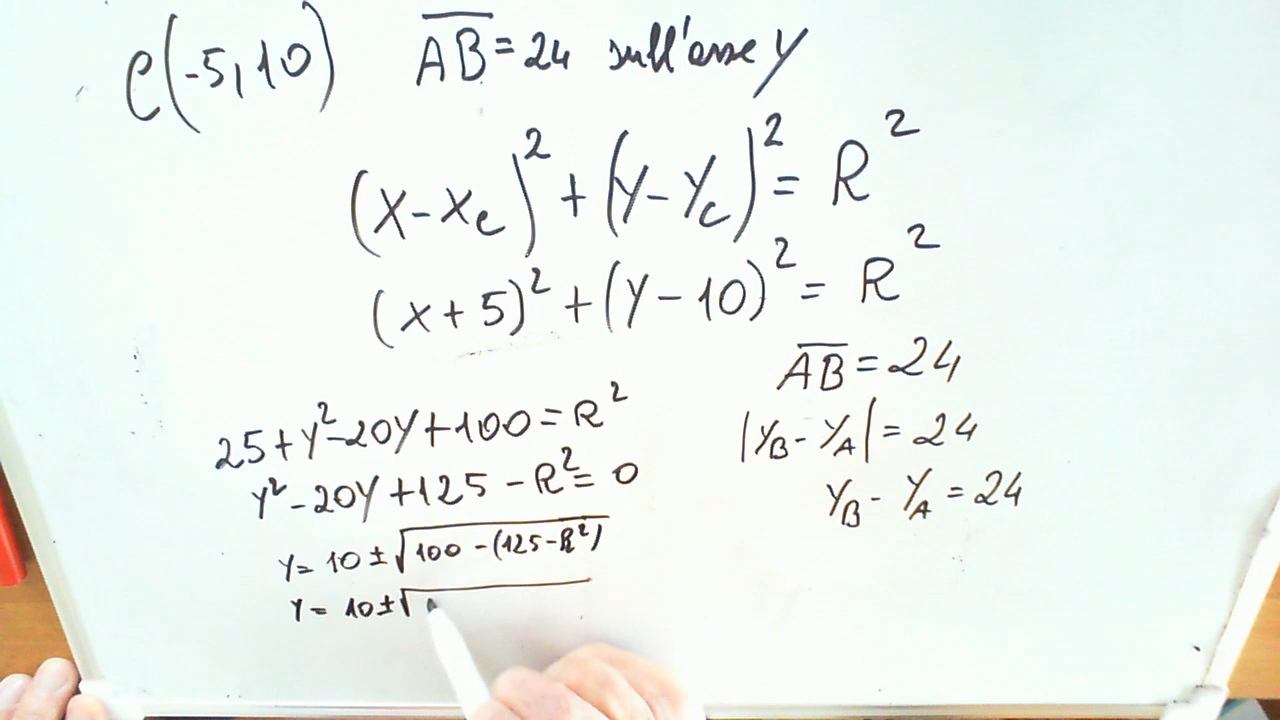 C(-5,10) AB=24 sull'asse y
(x-xc)²+(y-yc)²=R²
(x+5)²+(y-10)²=R²
25+y²-20y+100=R²
y²-20y+125-R²=0
y=10±√100-(125-R²)
y=10±√
AB=24
|yB-yA|=24
yB-yA=24